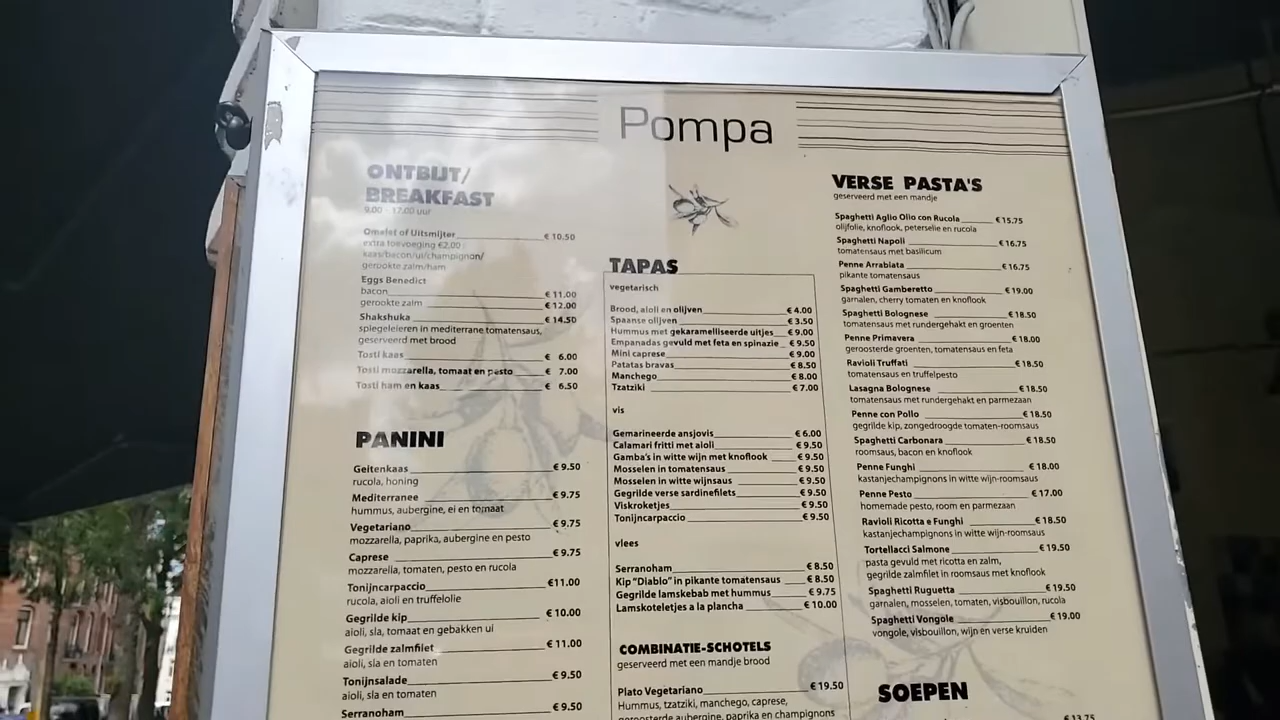 Pompa
ONTBIJT/
BREAKFAST
9.00 - 17.00 uur
Omelet of Uitsmijter € 10.50
extra toevoeging €2,00 :
kaas/bacon/ui/champignon/
gerookte zalm/ham
Eggs Benedict
bacon € 11.00
gerookte zalm € 12.00
Shakshuka € 14.50
spiegeleieren in mediterrane tomatensaus,
geserveerd met brood
Tosti kaas € 6.00
Tosti mozzarella, tomaat en pesto € 7.00
Tosti ham en kaas € 6.50
PANINI
Geitenkaas € 9.50
rucola, honing
Mediterranee € 9.75
hummus, aubergine, ei en tomaat
Vegetariano € 9.75
mozzarella, paprika, aubergine en pesto
Caprese € 9.75
mozzarella, tomaten, pesto en rucola
Tonijncarpaccio €11.00
rucola, aioli en truffelolie
Gegrilde kip € 10.00
aioli, sla, tomaat en gebakken ui
Gegrilde zalmfilet € 11.00
aioli, sla en tomaten
Tonijnsalade € 9.50
aioli, sla en tomaten
Serranoham € 9.50
TAPAS
vegetarisch
Brood, aioli en olijven € 4.00
Spaanse olijven € 3.50
Hummus met gekaramelliseerde uitjes € 9.00
Empanadas gevuld met feta en spinazie € 9.50
Mini caprese € 9.00
Patatas bravas € 8.50
Manchego € 8.00
Tzatziki € 7.00
vis
Gemarineerde ansjovis € 6.00
Calamari fritti met aioli € 9.50
Gamba's in witte wijn met knoflook € 9.50
Mosselen in tomatensaus € 9.50
Mosselen in witte wijnsaus € 9.50
Gegrilde verse sardinefilets € 9.50
Viskroketjes € 9.50
Tonijncarpaccio € 9.50
vlees
Serranoham € 8.50
Kip "Diablo" in pikante tomatensaus € 8.50
Gegrilde lamskebab met hummus € 9.75
Lamskoteletjes a la plancha € 10.00
COMBINATIE-SCHOTELS
geserveerd met een mandje brood
Plato Vegetariano € 19.50
Hummus, tzatziki, manchego, caprese,
geroosterde aubergine, paprika en champignons
VERSE PASTA'S
geserveerd met een mandje
Spaghetti Aglio Olio con Rucola € 15.75
olijfolie, knoflook, peterselie en rucola
Spaghetti Napoli € 16.75
tomatensaus met basilicum
Penne Arrabiata € 16.75
pikante tomatensaus
Spaghetti Gamberetto € 19.00
garnalen, cherry tomaten en knoflook
Spaghetti Bolognese € 18.50
tomatensaus met rundergehakt en groenten
Penne Primavera € 18.00
geroosterde groenten, tomatensaus en feta
Ravioli Truffati € 18.50
tomatensaus en truffelpesto
Lasagna Bolognese € 18.50
tomatensaus met rundergehakt en parmezaan
Penne con Pollo € 18.50
gegrilde kip, zongedroogde tomaten-roomsaus
Spaghetti Carbonara € 18.50
roomsaus, bacon en knoflook
Penne Funghi € 18.00
kastanjechampignons in witte wijn-roomsaus
Penne Pesto € 17.00
homemade pesto, room en parmezaan
Ravioli Ricotta e Funghi € 18.50
kastanjechampignons in witte wijn-roomsaus
Tortellacci Salmone € 19.50
pasta gevuld met ricotta en zalm,
gegrilde zalmfilet in roomsaus met knoflook
Spaghetti Ruguetta € 19.50
garnalen, mosselen, tomaten, visbouillon, rucola
Spaghetti Vongole € 19.00
vongole, visbouillon, wijn en verse kruiden
SOEPEN
€ 13.75